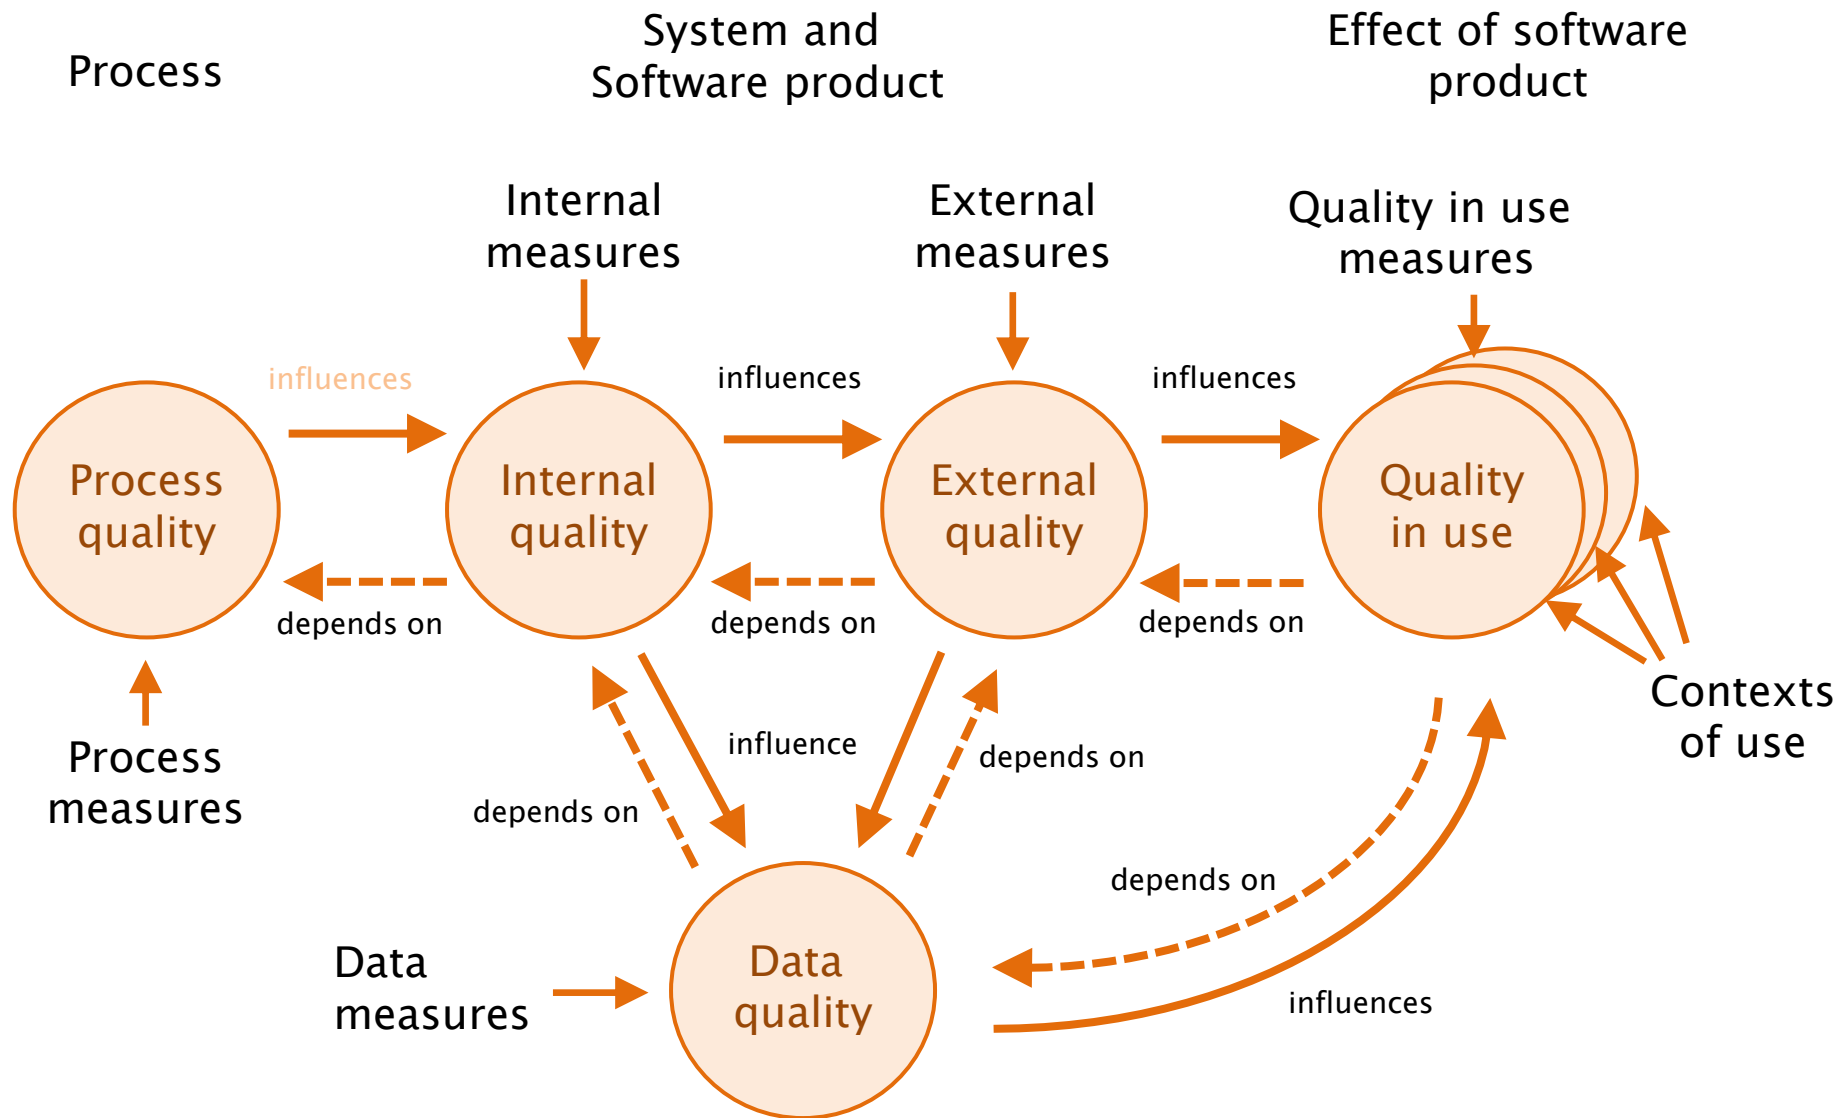 Process
System and
Software product
Effect of software
product
Internal
measures
External
measures
Quality in use
measures
influences
influences
influences
Process
quality
Internal
quality
External
quality
Quality
in use
depends on
depends on
depends on
Contexts
of use
Process
measures
influence
depends on
depends on
depends on
Data
measures
Data
quality
influences